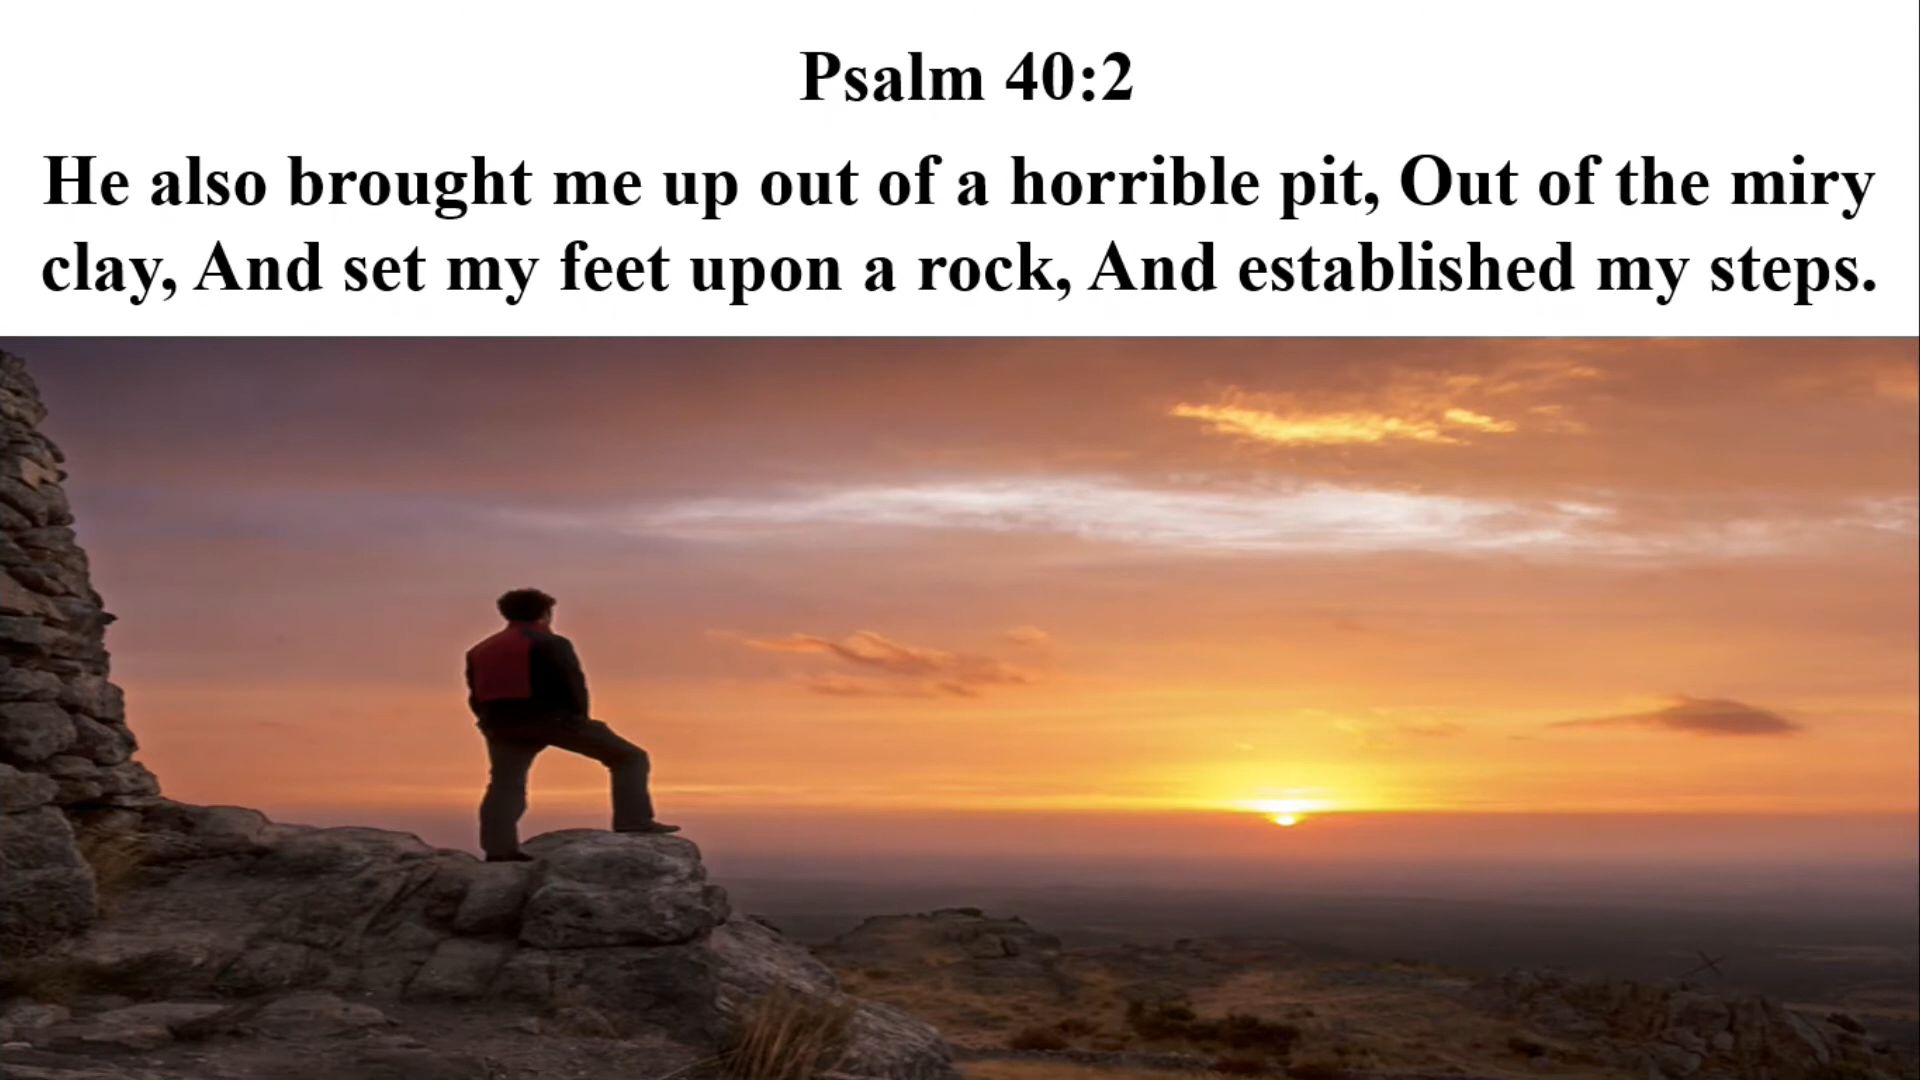 Psalm 40:2
He also brought me up out of a horrible pit, Out of the miry
clay, And set my feet upon a rock, And established my steps.